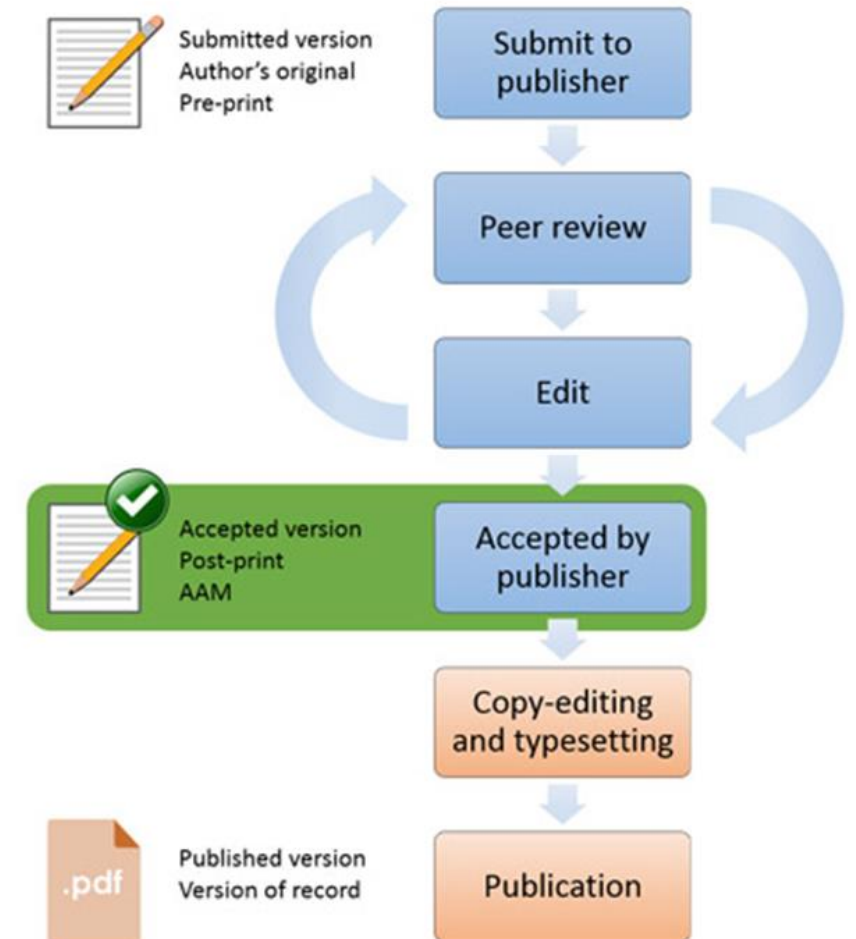 Submitted version
Author's original
Pre-print
Submit to
publisher
Peer review
Edit
Accepted version
Post-print
AAM
Accepted by
publisher
Copy-editing
and typesetting
.pdf
Published version
Version of record
Publication